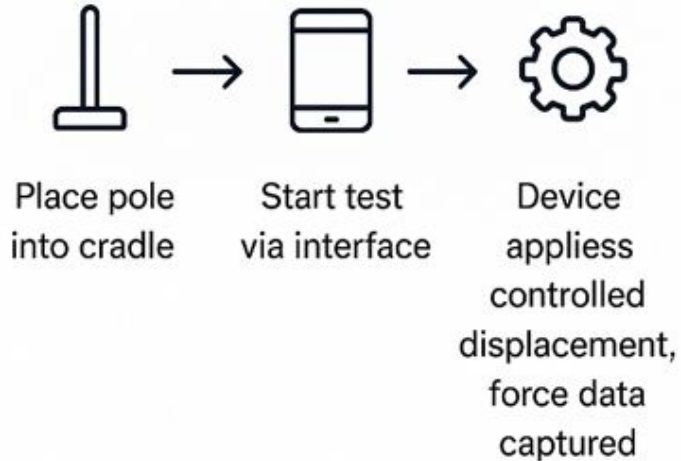 Place pole
into cradle
Start test
via interface
Device
appliess
controlled
displacement,
force data
captured